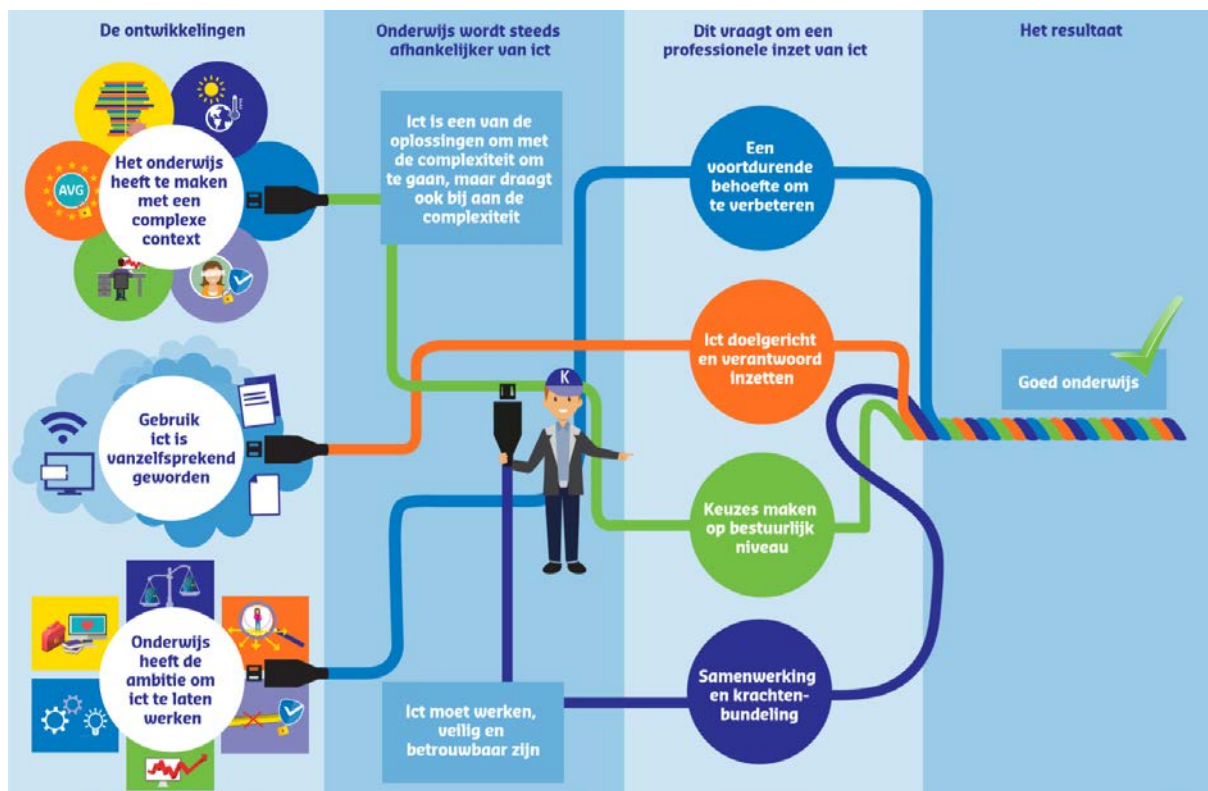 De ontwikkelingen
Onderwijs wordt steeds
afhankelijker van ict
Dit vraagt om een
professionele inzet van ict
Het resultaat
AVG
Het onderwijs
heeft te maken
met een
complexe
context
Ict is een van de
oplossingen om met
de complexiteit om
te gaan, maar draagt
ook bij aan de
complexiteit
Een
voortdurende
behoefte om
te verbeteren
Gebruik
ict is
vanzelfsprekend
geworden
K
Ict doelgericht
en verantwoord
inzetten
Goed onderwijs
Keuzes maken
op bestuurlijk
niveau
Onderwijs
heeft de
ambitie om
ict te laten
werken
Ict moet werken,
veilig en
betrouwbaar zijn
Samenwerking
en krachten-
bundeling